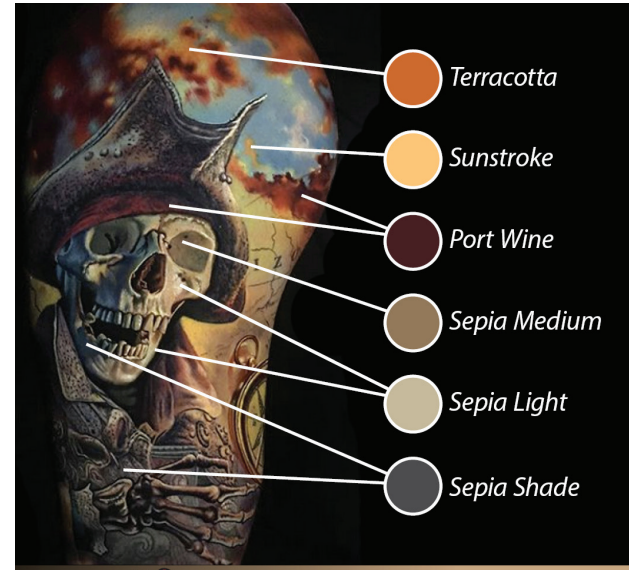 Terracotta
Sunstroke
Port Wine
Sepia Medium
Sepia Light
Sepia Shade